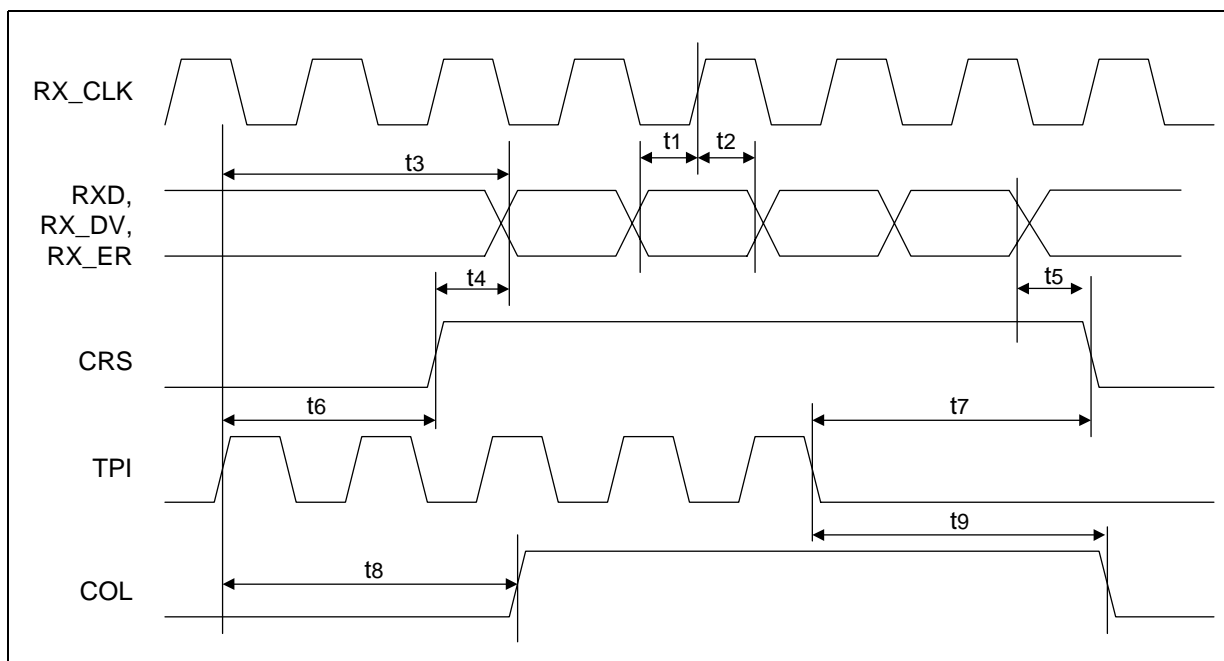 RX_CLK
t1
t2
t3
RXD,
RX_DV,
RX_ER
t4
t5
CRS
t6
t7
TPI
t9
t8
COL